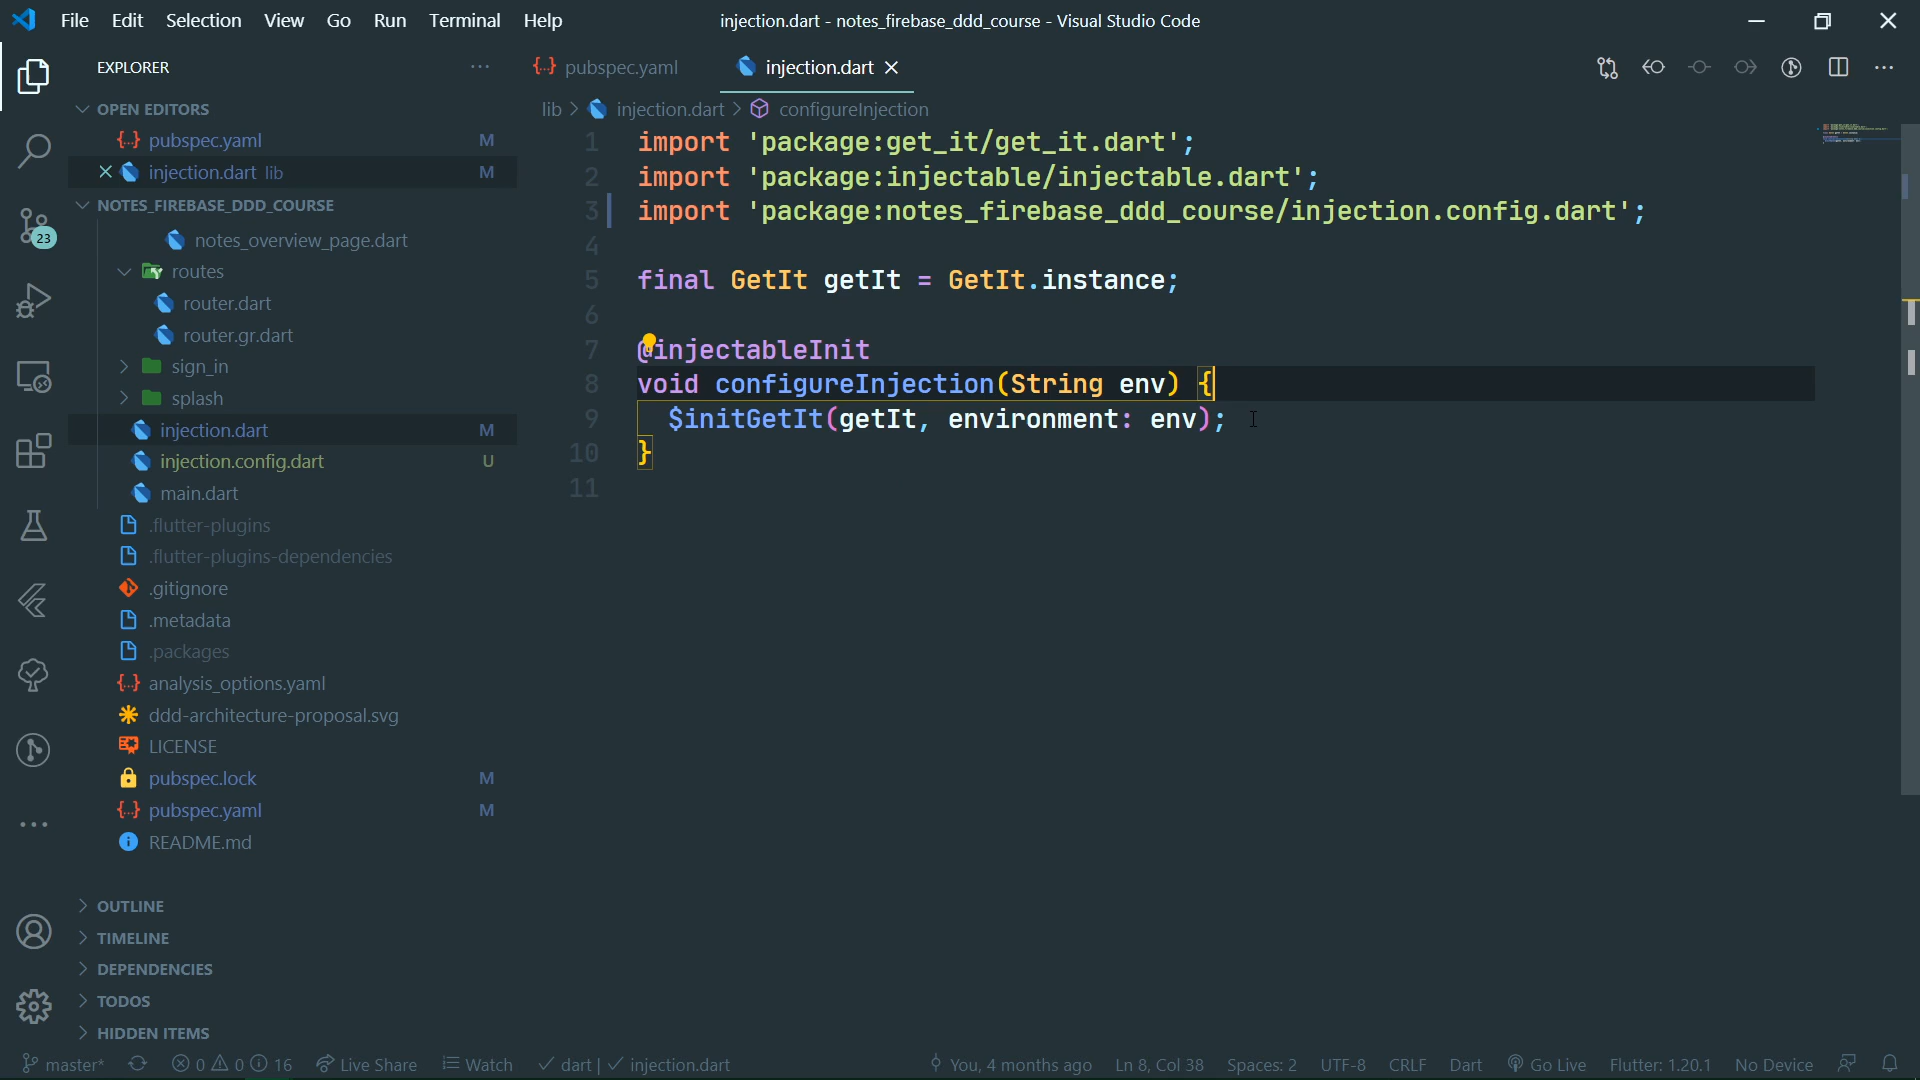 File Edit Selection View Go Run Terminal Help
injection.dart - notes_firebase_ddd_course - Visual Studio Code
EXPLORER
OPEN EDITORS
pubspec.yaml M
injection.dart lib M
NOTES_FIREBASE_DDD_COURSE
notes_overview_page.dart
routes
router.dart
router.gr.dart
sign_in
splash
injection.dart M
injection.config.dart U
main.dart
.flutter-plugins
.flutter-plugins-dependencies
.gitignore
.metadata
.packages
analysis_options.yaml
ddd-architecture-proposal.svg
LICENSE
pubspec.lock M
pubspec.yaml M
README.md
OUTLINE
TIMELINE
DEPENDENCIES
TODOS
HIDDEN ITEMS
23
pubspec.yaml injection.dart
lib > injection.dart > configureInjection
1 import 'package:get_it/get_it.dart';
2 import 'package:injectable/injectable.dart';
3 import 'package:notes_firebase_ddd_course/injection.config.dart';
4
5 final GetIt getIt = GetIt.instance;
6
7 @injectableInit
8 void configureInjection(String env) {
9 $initGetIt(getIt, environment: env);
10 }
11
master* 0 0 16 Live Share Watch dart | injection.dart You, 4 months ago Ln 8, Col 38 Spaces: 2 UTF-8 CRLF Dart Go Live Flutter: 1.20.1 No Device